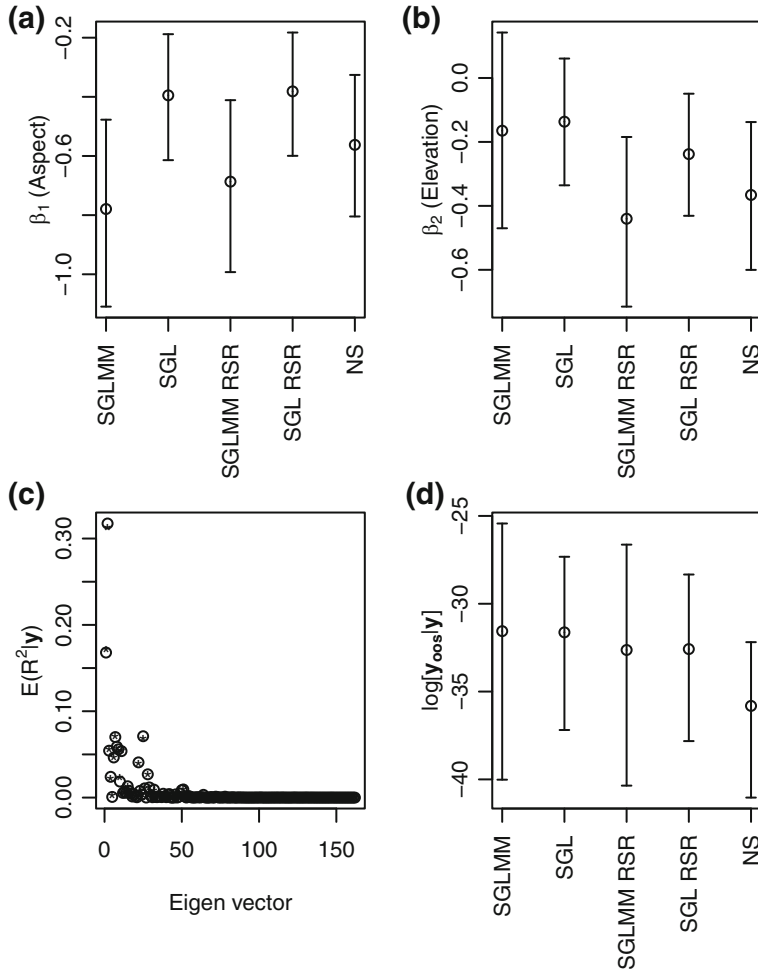 (a)
β₁ (Aspect)
−0.2
−0.6
−1.0
SGLMM
SGL
SGLMM RSR
SGL RSR
NS
(b)
β₂ (Elevation)
0.0
−0.2
−0.4
−0.6
SGLMM
SGL
SGLMM RSR
SGL RSR
NS
(c)
E(R²|y)
0.30
0.20
0.10
0.00
0
50
100
150
Eigen vector
(d)
log[y_oos|y]
−25
−30
−35
−40
SGLMM
SGL
SGLMM RSR
SGL RSR
NS